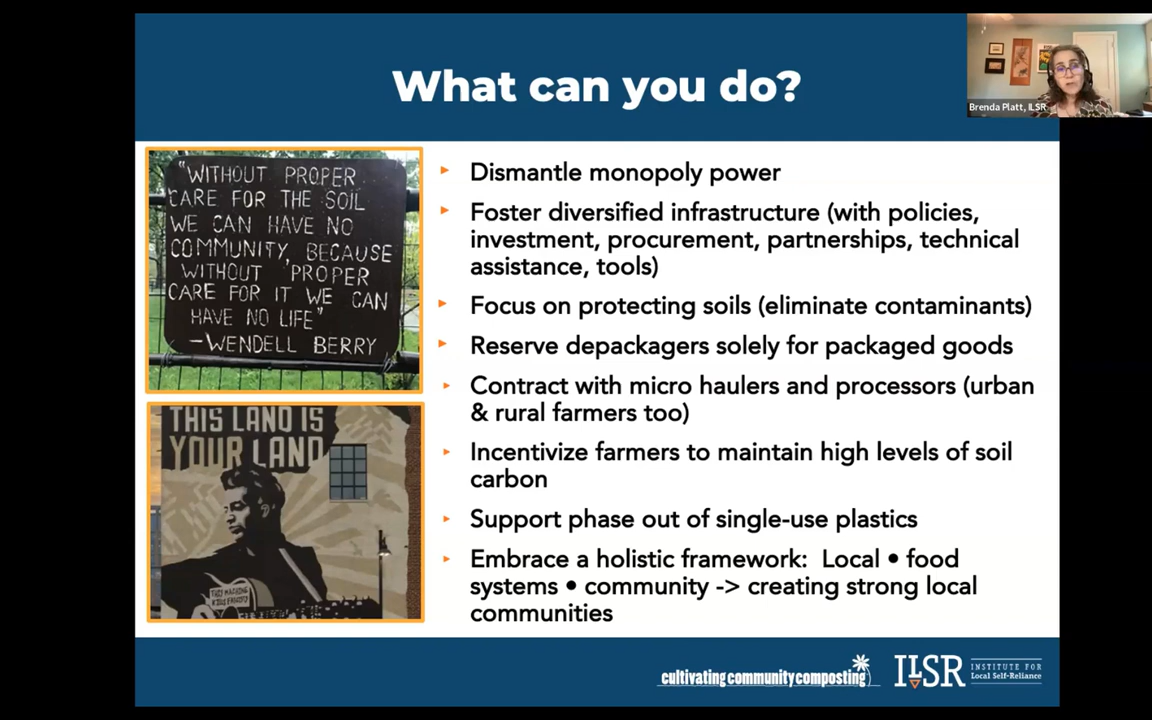 What can you do?
Brenda Platt, ILSR
"WITHOUT PROPER
CARE FOR THE SOIL
WE CAN HAVE NO
COMMUNITY, BECAUSE
WITHOUT PROPER
CARE FOR IT WE CAN
HAVE NO LIFE"
-WENDELL BERRY
THIS LAND IS
YOUR LAND
THIS MACHINE
KILLS FASCISTS
Dismantle monopoly power
Foster diversified infrastructure (with policies,
investment, procurement, partnerships, technical
assistance, tools)
Focus on protecting soils (eliminate contaminants)
Reserve depackagers solely for packaged goods
Contract with micro haulers and processors (urban
& rural farmers too)
Incentivize farmers to maintain high levels of soil
carbon
Support phase out of single-use plastics
Embrace a holistic framework: Local • food
systems • community -> creating strong local
communities
cultivating community composting
ILSR
INSTITUTE FOR
Local Self-Reliance